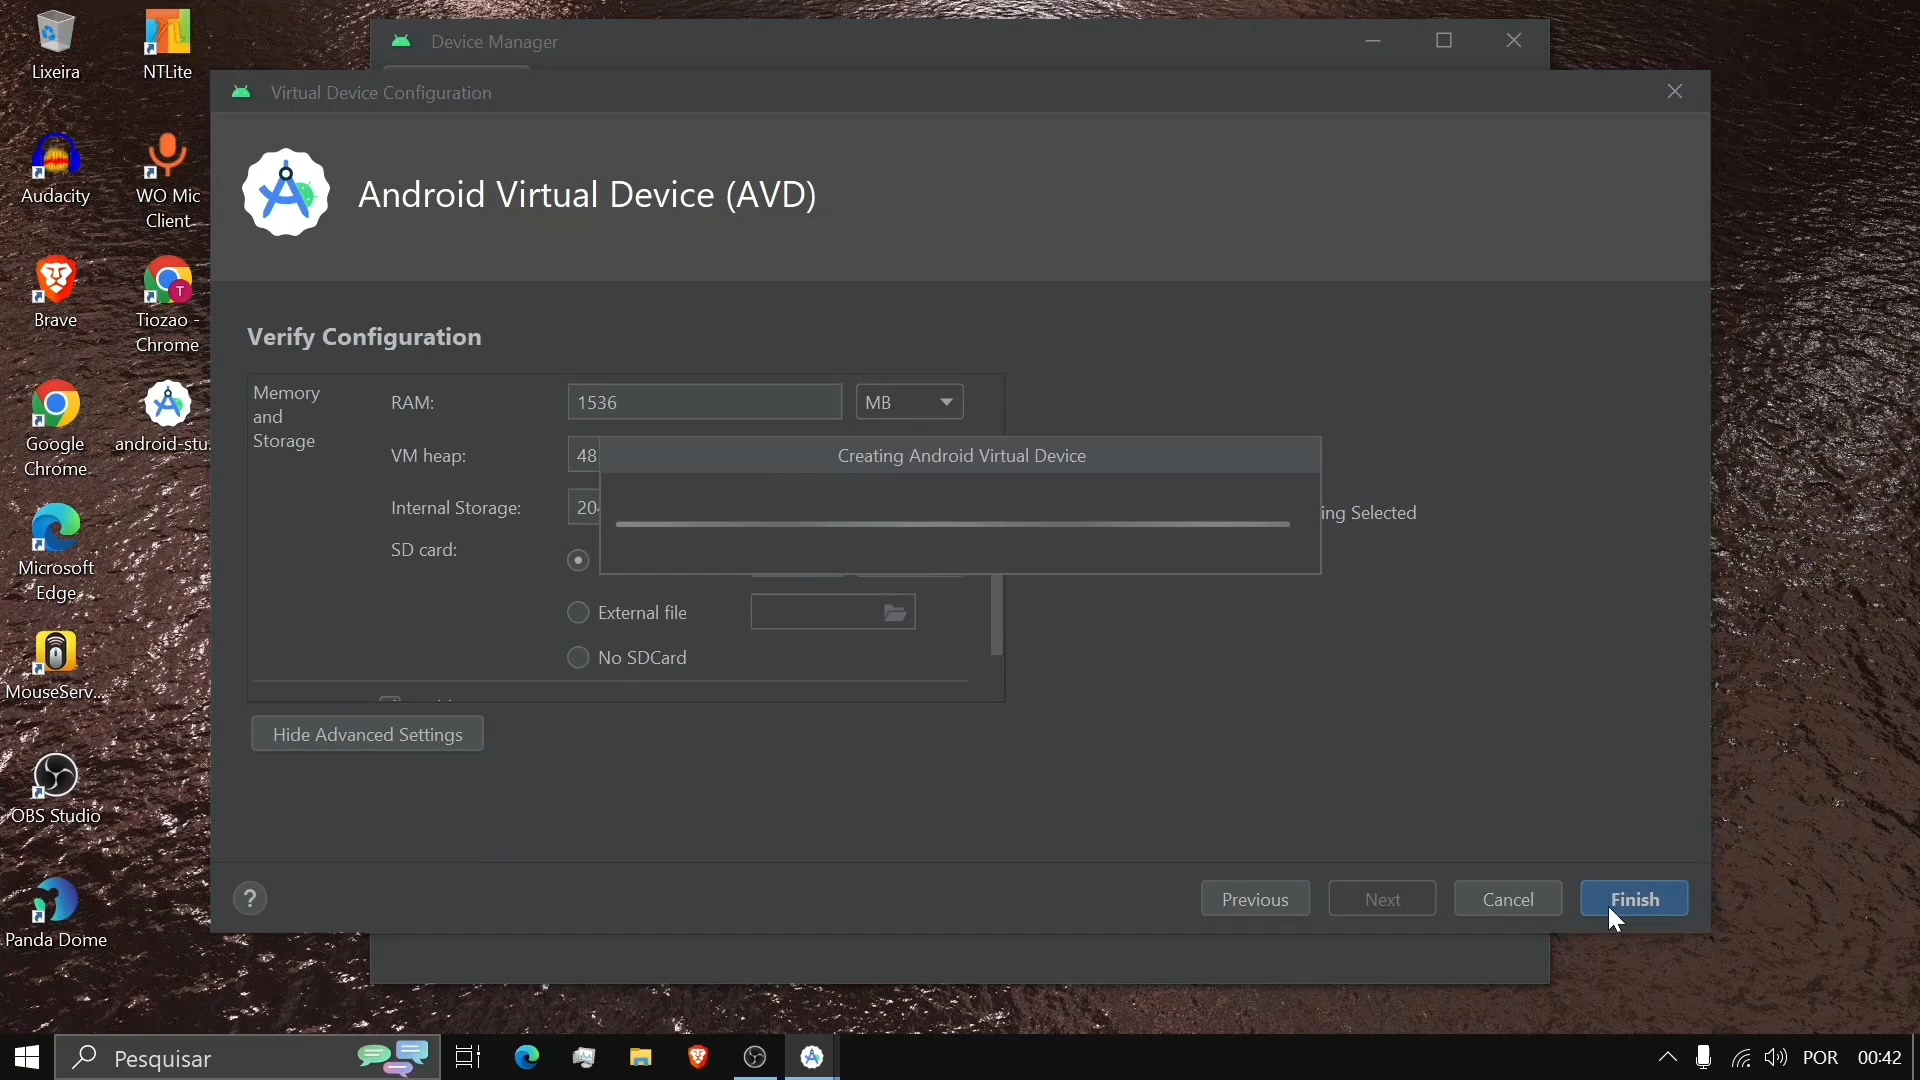 Lixeira
NTLite
Audacity
WO Mic
Client
Brave
Tiozao -
Chrome
Google
Chrome
android-stu...
Microsoft
Edge
MouseServ...
OBS Studio
Panda Dome
Device Manager
Virtual Device Configuration
Android Virtual Device (AVD)
Verify Configuration
Memory
and
Storage
RAM:
1536
MB
VM heap:
48
Creating Android Virtual Device
Internal Storage:
ing Selected
SD card:
External file
No SDCard
Hide Advanced Settings
?
Previous
Next
Cancel
Finish
Pesquisar
POR
00:42